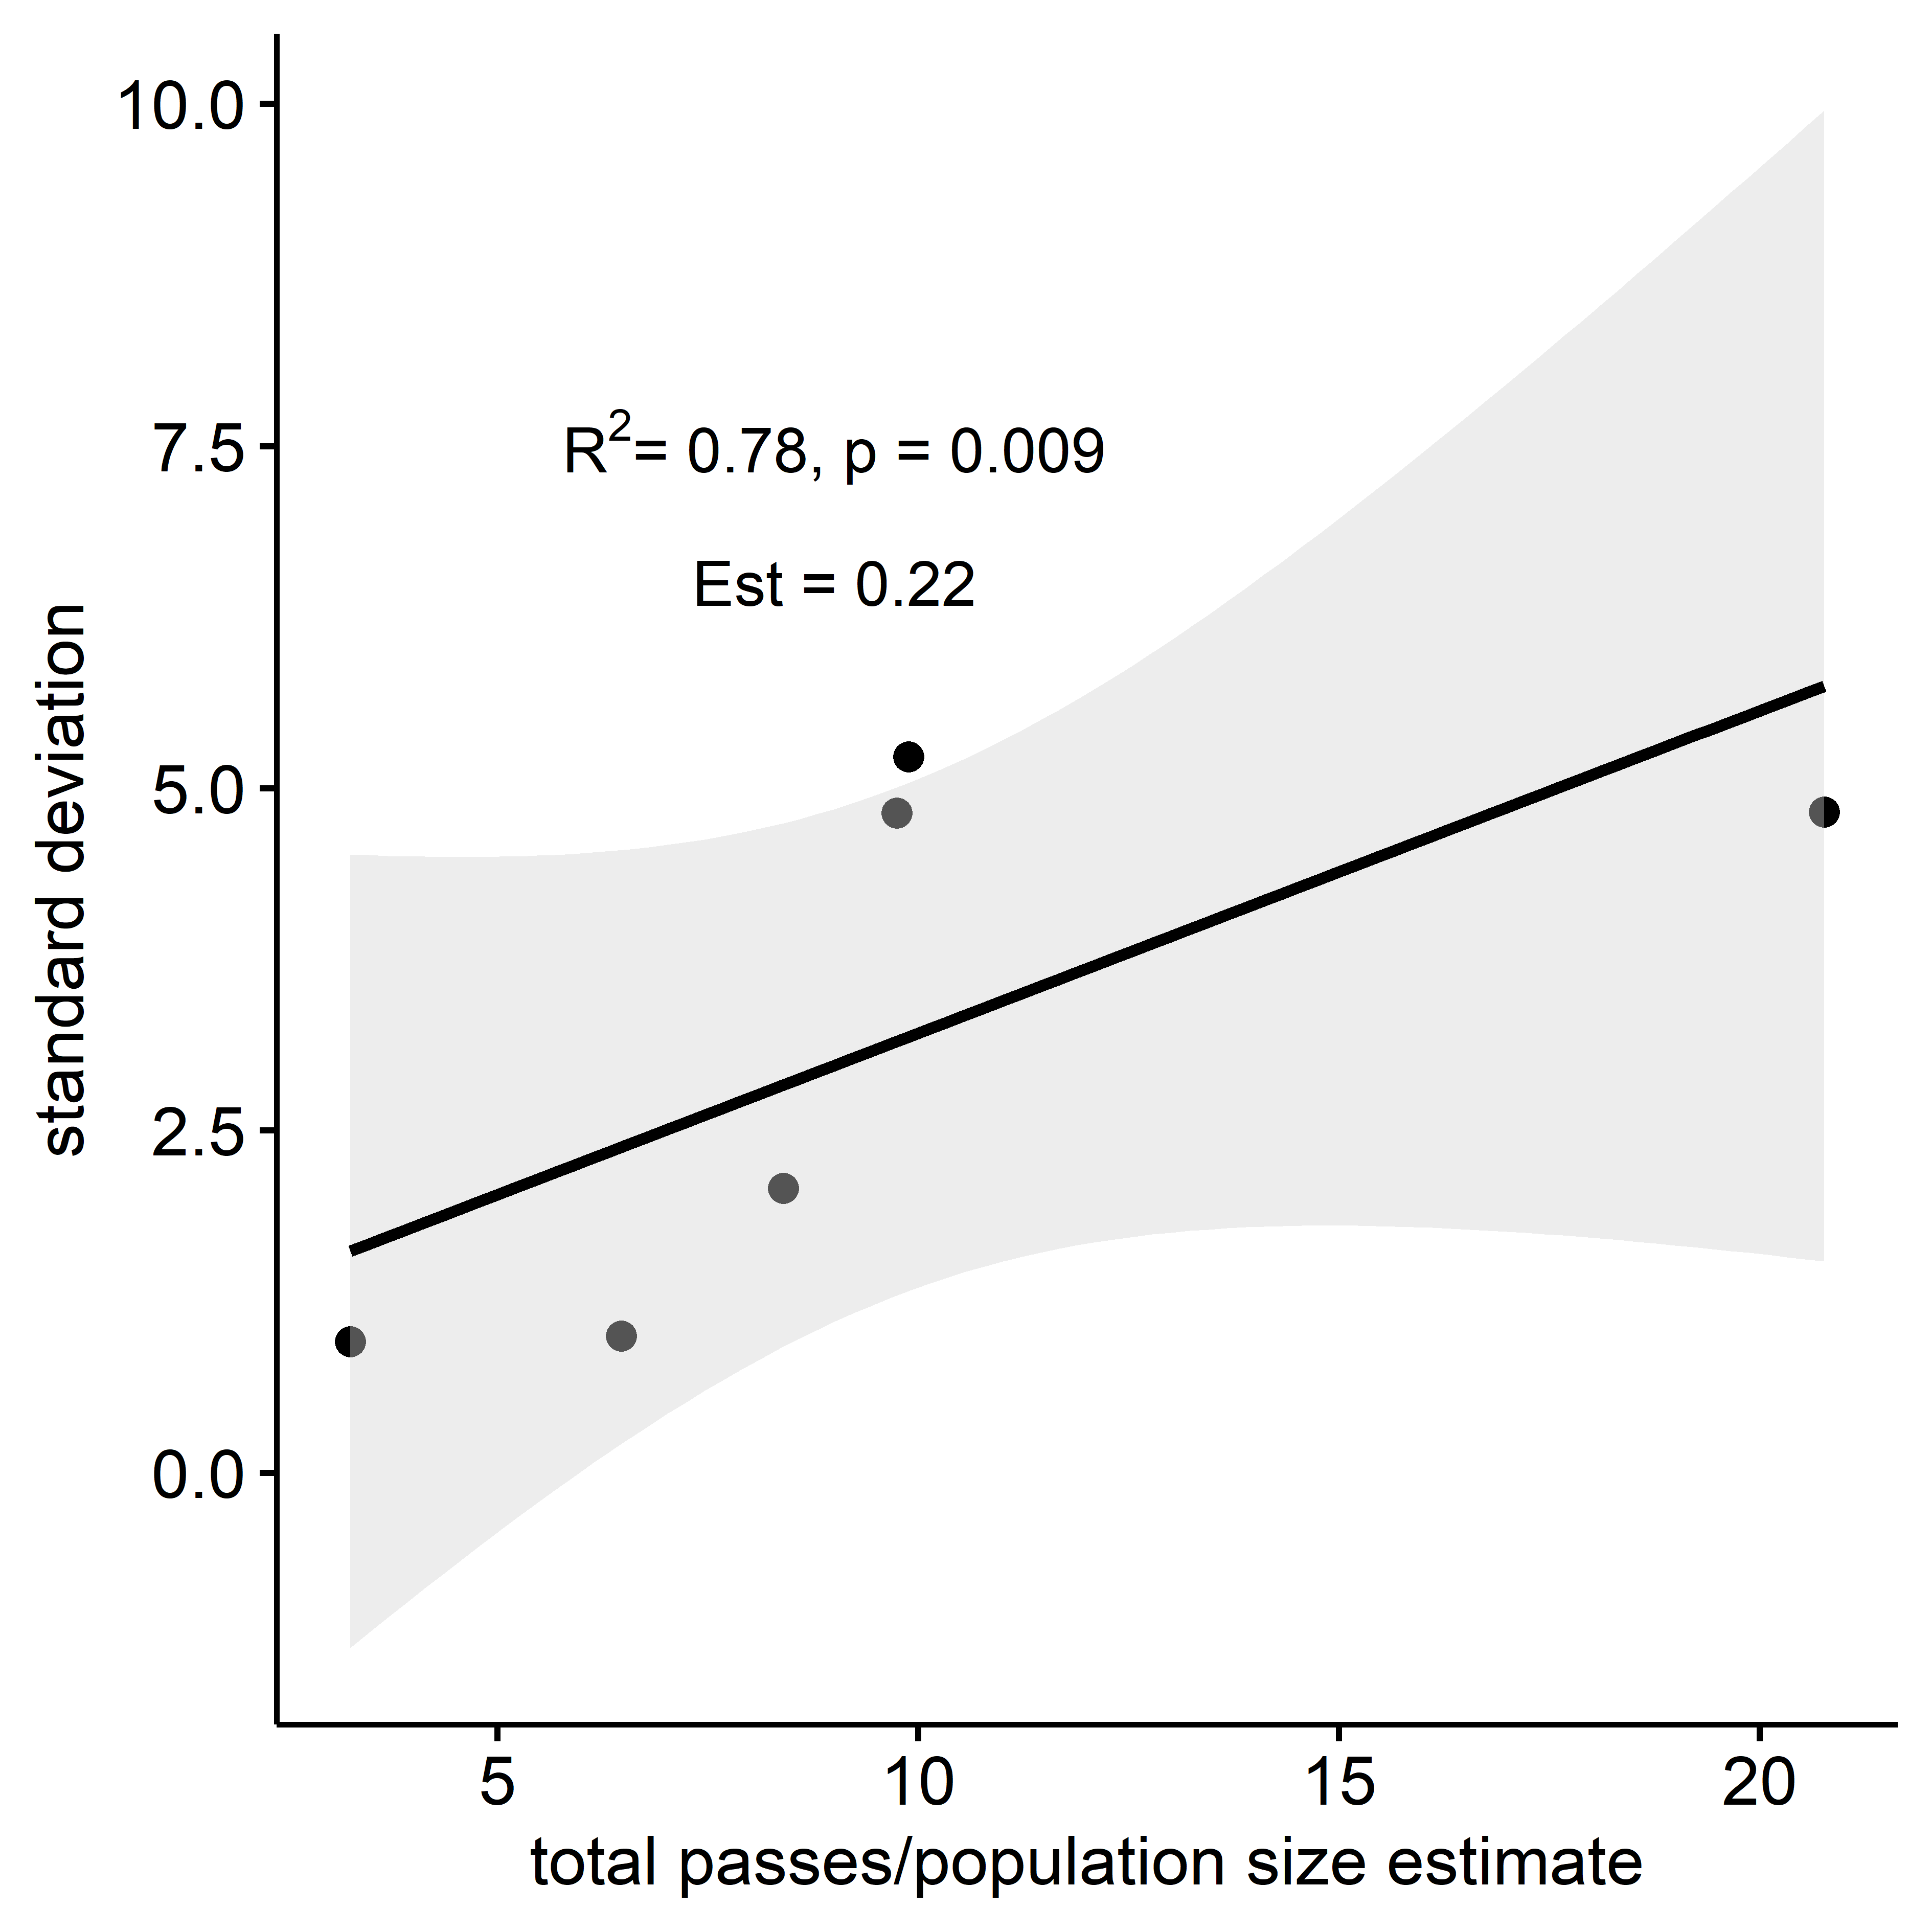 10.0
7.5
5.0
2.5
0.0
standard deviation
R²= 0.78, p = 0.009
Est = 0.22
5 10 15 20
total passes/population size estimate